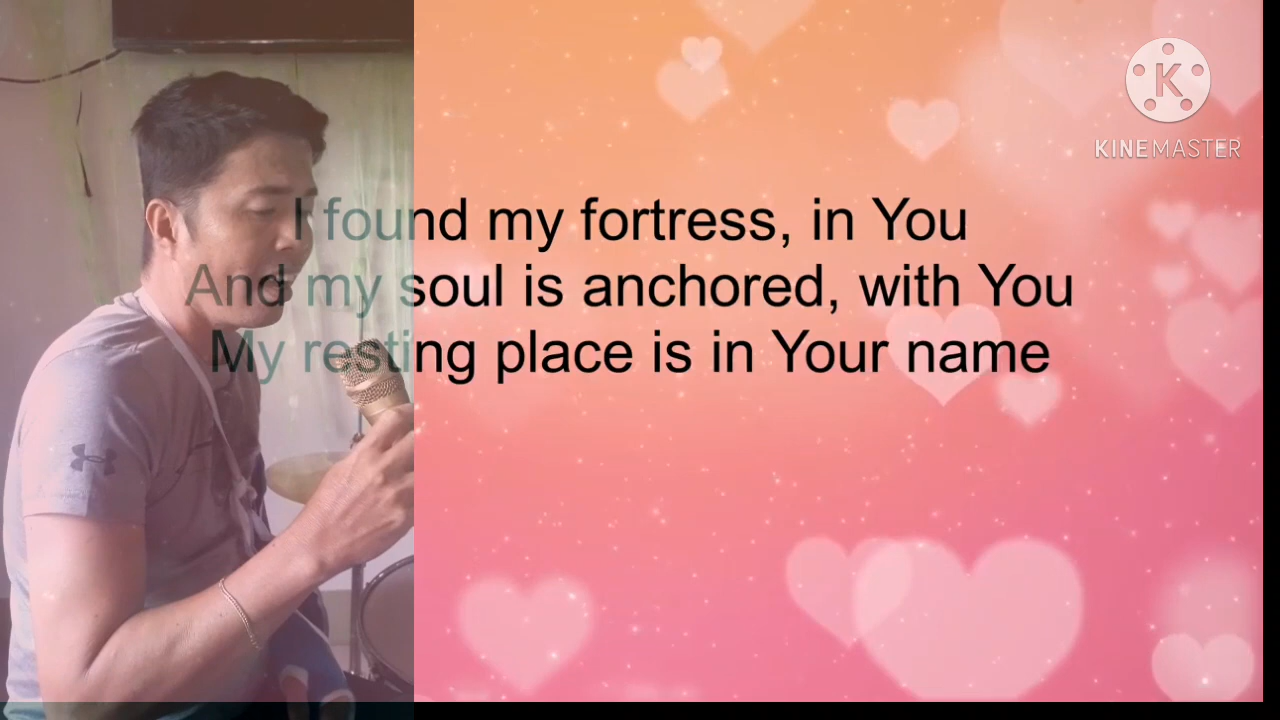 I found my fortress, in You
And my soul is anchored, with You
My resting place is in Your name
K
KINEMASTER